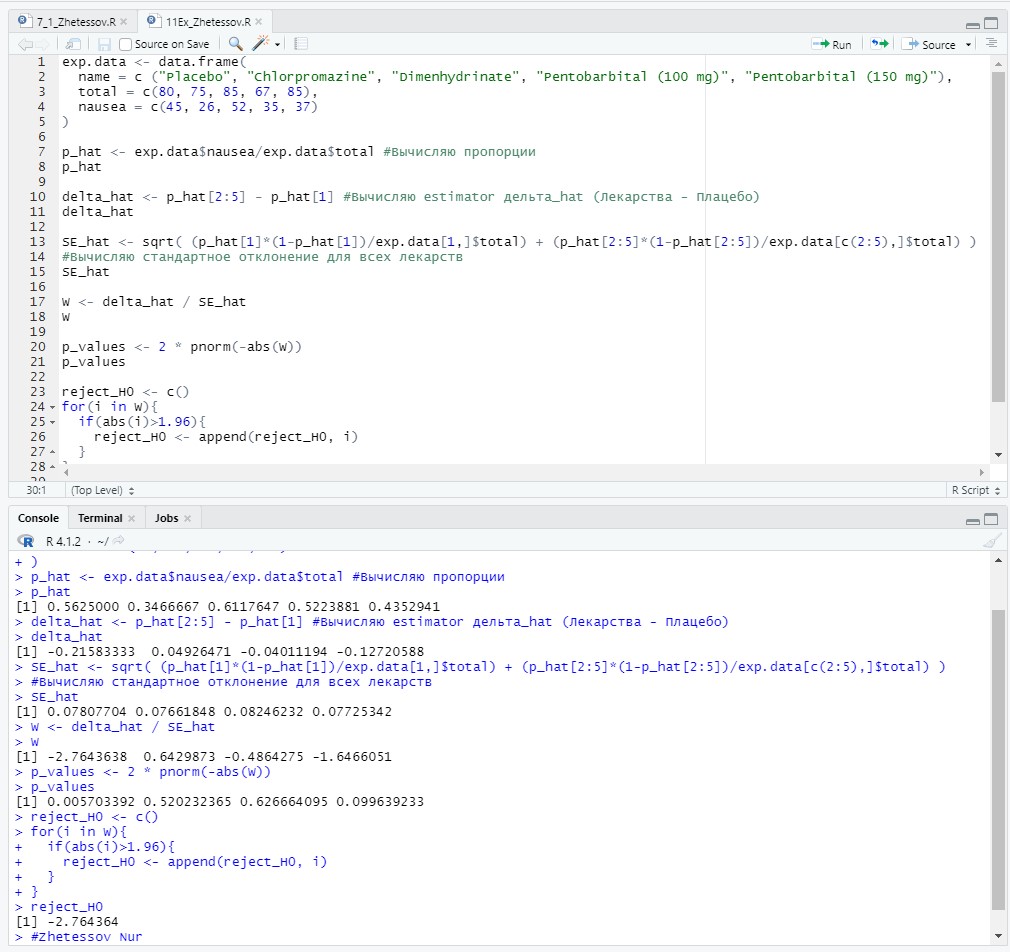 7_1_Zhetessov.R
11Ex_Zhetessov.R
Source on Save
Run
Source
1 exp.data <- data.frame(
2   name = c ("Placebo", "Chlorpromazine", "Dimenhydrinate", "Pentobarbital (100 mg)", "Pentobarbital (150 mg)"),
3   total = c(80, 75, 85, 67, 85),
4   nausea = c(45, 26, 52, 35, 37)
5 )
6
7 p_hat <- exp.data$nausea/exp.data$total #Вычисляю пропорции
8 p_hat
9
10 delta_hat <- p_hat[2:5] - p_hat[1] #Вычисляю estimator дельта_hat (Лекарства - Плацебо)
11 delta_hat
12
13 SE_hat <- sqrt( (p_hat[1]*(1-p_hat[1])/exp.data[1,]$total) + (p_hat[2:5]*(1-p_hat[2:5])/exp.data[c(2:5),]$total) )
14 #Вычисляю стандартное отклонение для всех лекарств
15 SE_hat
16
17 W <- delta_hat / SE_hat
18 W
19
20 p_values <- 2 * pnorm(-abs(W))
21 p_values
22
23 reject_H0 <- c()
24 for(i in W){
25   if(abs(i)>1.96){
26     reject_H0 <- append(reject_H0, i)
27   }
28
30:1 (Top Level) R Script
Console Terminal Jobs
R 4.1.2 · ~/
+ )
> p_hat <- exp.data$nausea/exp.data$total #Вычисляю пропорции
> p_hat
[1] 0.5625000 0.3466667 0.6117647 0.5223881 0.4352941
> delta_hat <- p_hat[2:5] - p_hat[1] #Вычисляю estimator дельта_hat (Лекарства - Плацебо)
> delta_hat
[1] -0.21583333  0.04926471 -0.04011194 -0.12720588
> SE_hat <- sqrt( (p_hat[1]*(1-p_hat[1])/exp.data[1,]$total) + (p_hat[2:5]*(1-p_hat[2:5])/exp.data[c(2:5),]$total) )
> #Вычисляю стандартное отклонение для всех лекарств
> SE_hat
[1] 0.07807704 0.07661848 0.08246232 0.07725342
> W <- delta_hat / SE_hat
> W
[1] -2.7643638  0.6429873 -0.4864275 -1.6466051
> p_values <- 2 * pnorm(-abs(W))
> p_values
[1] 0.005703392 0.520232365 0.626664095 0.099639233
> reject_H0 <- c()
> for(i in W){
+   if(abs(i)>1.96){
+     reject_H0 <- append(reject_H0, i)
+   }
+ }
> reject_H0
[1] -2.764364
> #Zhetessov Nur